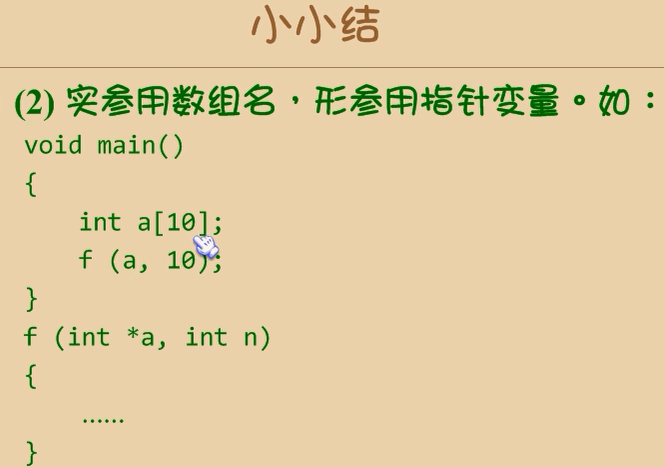 小小结
(2) 实参用数组名，形参用指针变量。如：
void main()
{
int a[10];
f (a, 10);
}
f (int *a, int n)
{
......
}